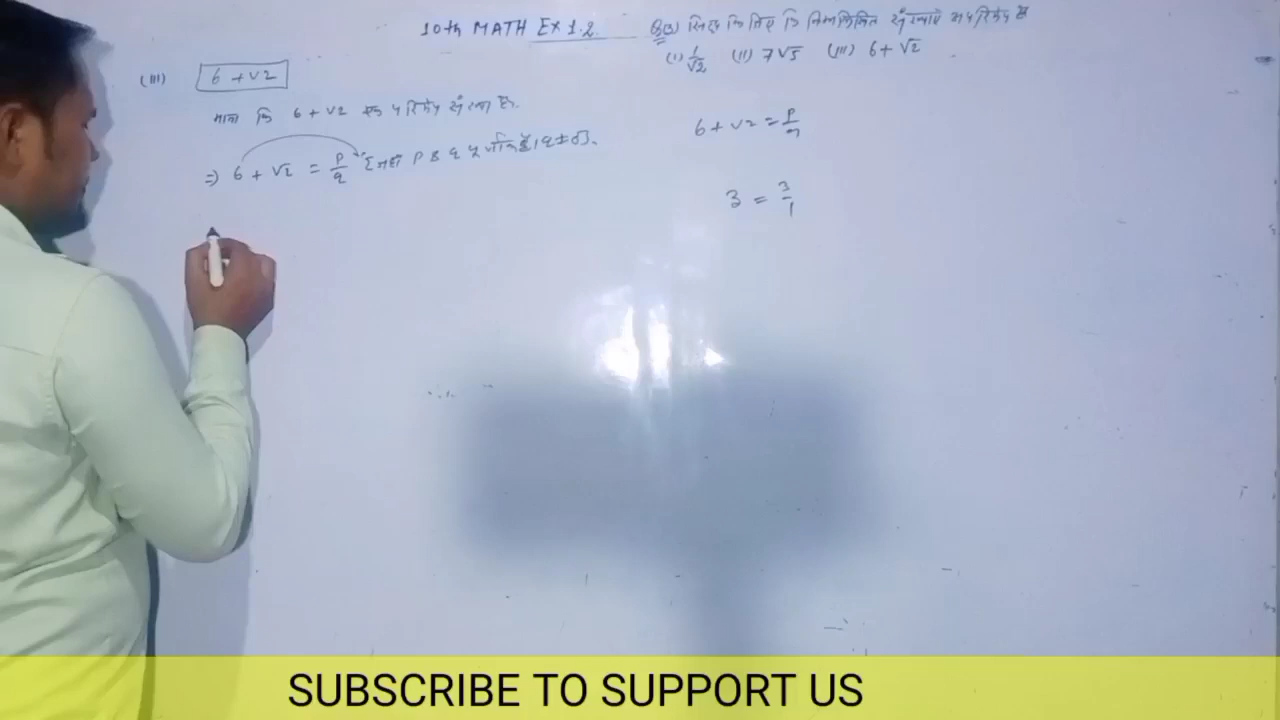 10th MATH Ex 1.2 Q(3) सिद्ध कीजिए कि निम्नलिखित संख्याएँ अपरिमेय हैं
(i) 1/√2 (ii) 7√5 (iii) 6 + √2
(iii) 6 + √2
माना कि 6 + √2 एक परिमेय संख्या है.
⇒ 6 + √2 = p/q {जहाँ p & q पूर्णांक हैं। q ≠ 0}.
6 + √2 = p/q
3 = 3/1
SUBSCRIBE TO SUPPORT US